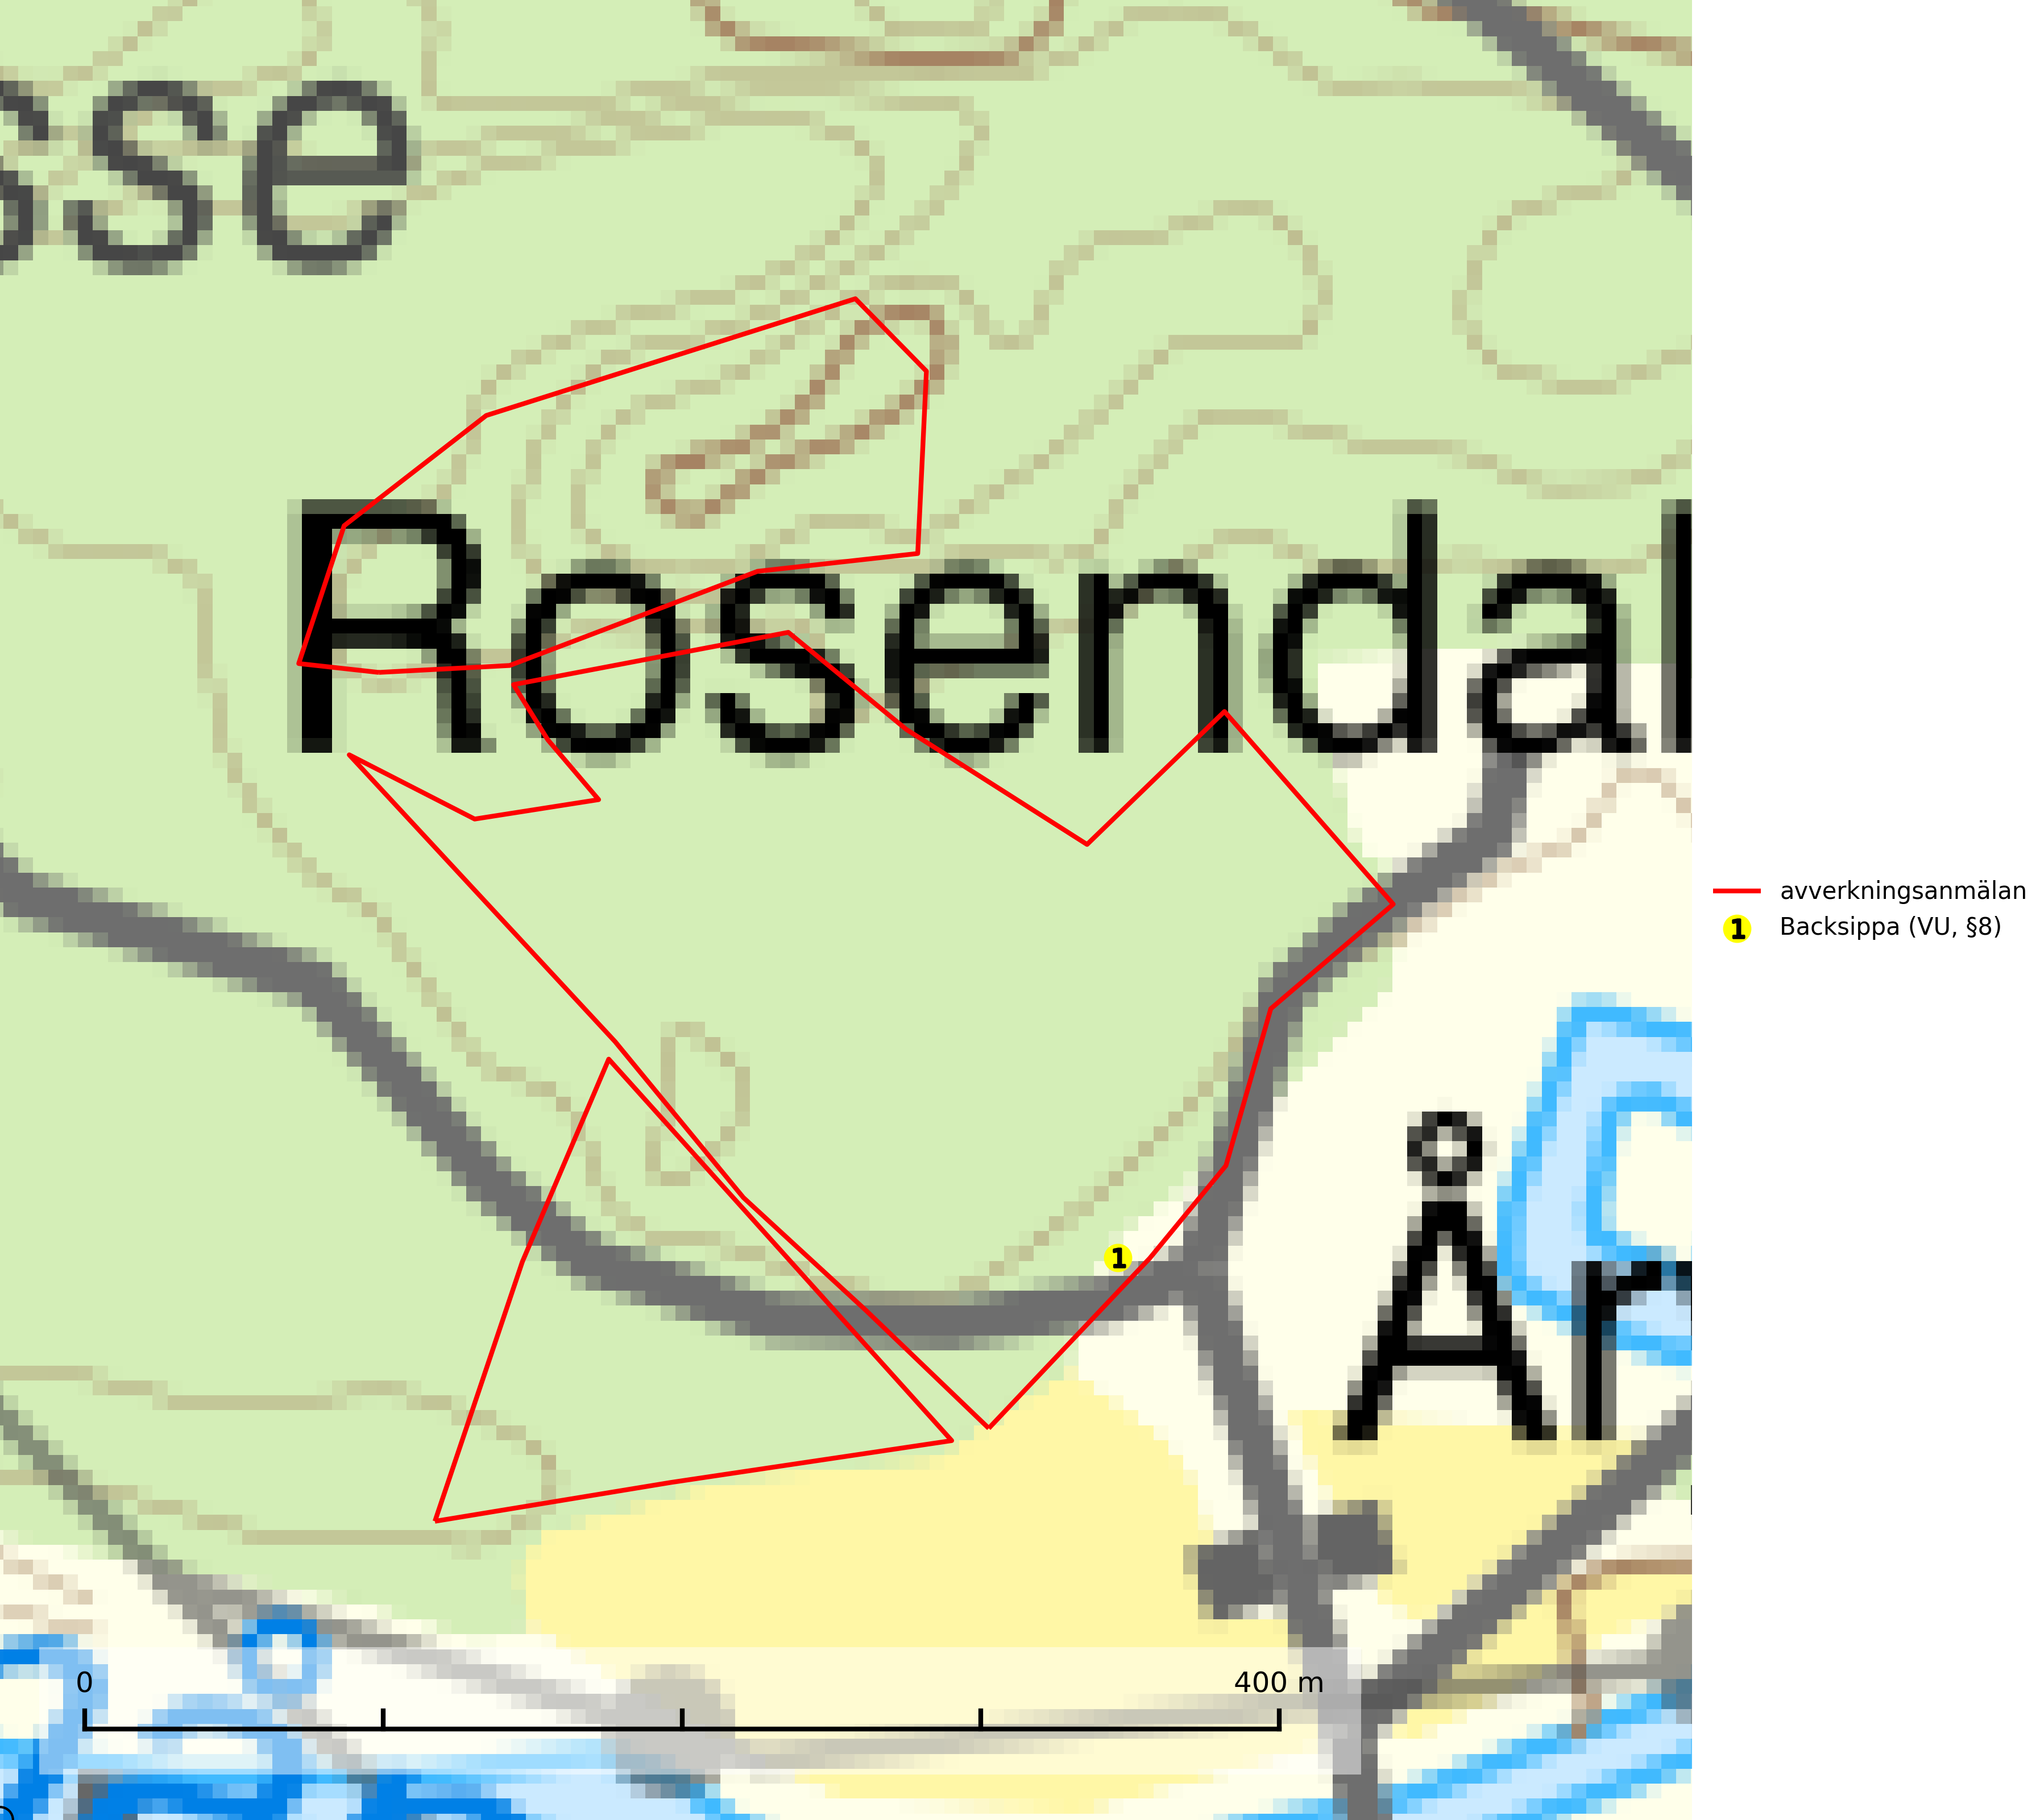 sse
Rosendal
avverkningsanmälan
1 Backsippa (VU, §8)
1
År
0 400 m